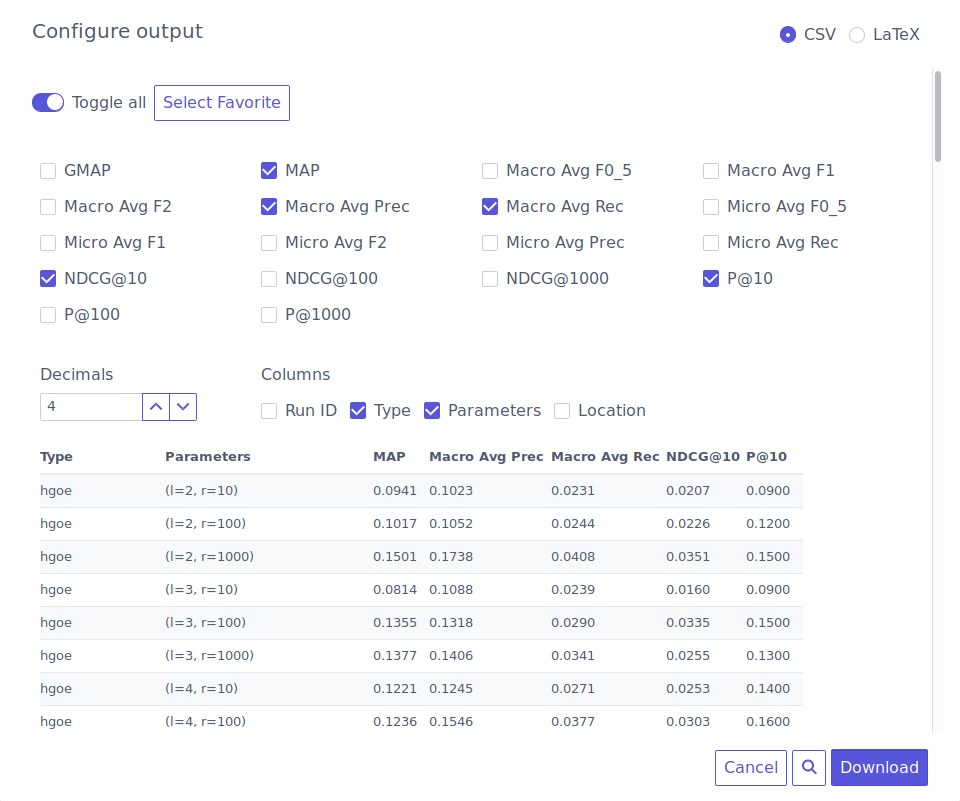 Configure output
CSV LaTeX
Toggle all Select Favorite
GMAP MAP Macro Avg F0_5 Macro Avg F1
Macro Avg F2 Macro Avg Prec Macro Avg Rec Micro Avg F0_5
Micro Avg F1 Micro Avg F2 Micro Avg Prec Micro Avg Rec
NDCG@10 NDCG@100 NDCG@1000 P@10
P@100 P@1000
Decimals Columns
4 Run ID Type Parameters Location
Type Parameters MAP Macro Avg Prec Macro Avg Rec NDCG@10 P@10
hgoe (l=2, r=10) 0.0941 0.1023 0.0231 0.0207 0.0900
hgoe (l=2, r=100) 0.1017 0.1052 0.0244 0.0226 0.1200
hgoe (l=2, r=1000) 0.1501 0.1738 0.0408 0.0351 0.1500
hgoe (l=3, r=10) 0.0814 0.1088 0.0239 0.0160 0.0900
hgoe (l=3, r=100) 0.1355 0.1318 0.0290 0.0335 0.1500
hgoe (l=3, r=1000) 0.1377 0.1406 0.0341 0.0255 0.1300
hgoe (l=4, r=10) 0.1221 0.1245 0.0271 0.0253 0.1400
hgoe (l=4, r=100) 0.1236 0.1546 0.0377 0.0303 0.1600
Cancel Download